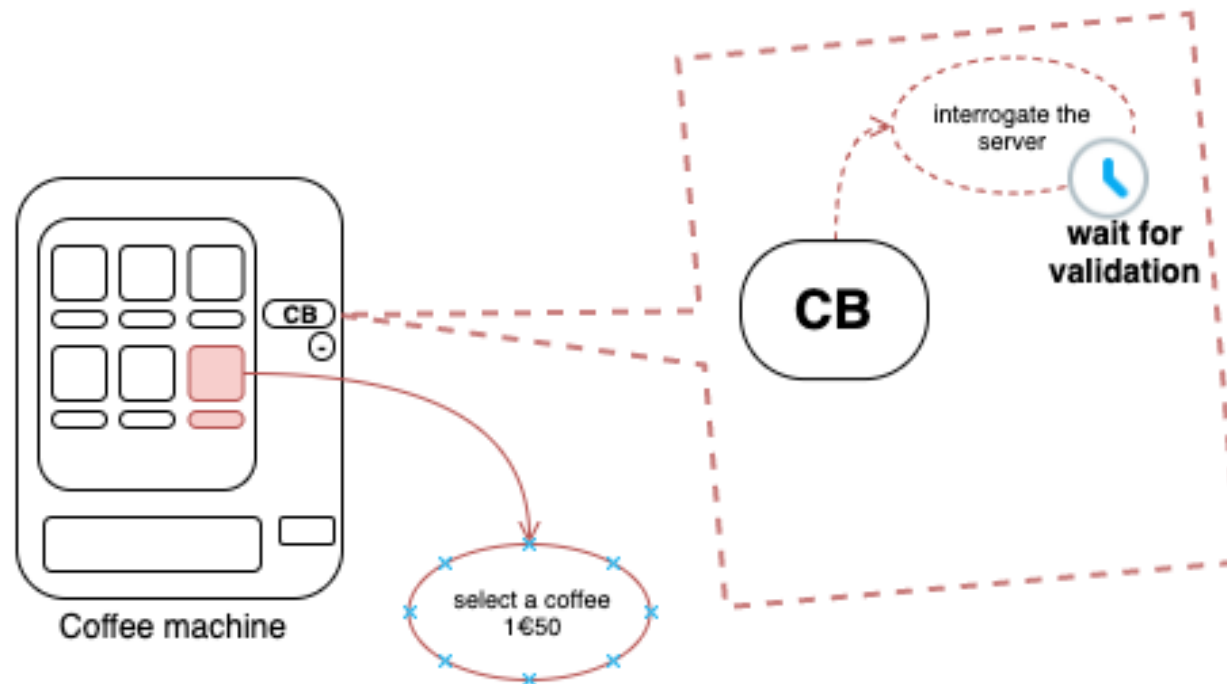 interrogate the
server
wait for
validation
CB
CB
-
select a coffee
1€50
Coffee machine